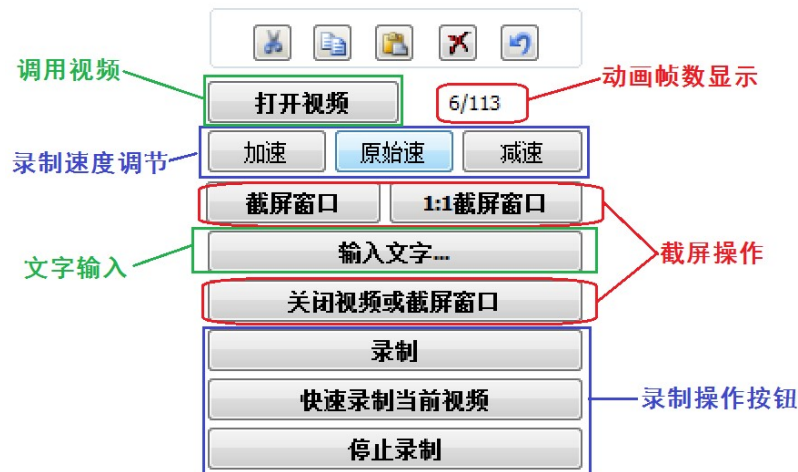 调用视频
打开视频
6/113
动画帧数显示
录制速度调节
加速
原始速
减速
截屏窗口
1:1截屏窗口
文字输入
输入文字...
截屏操作
关闭视频或截屏窗口
录制
快速录制当前视频
录制操作按钮
停止录制